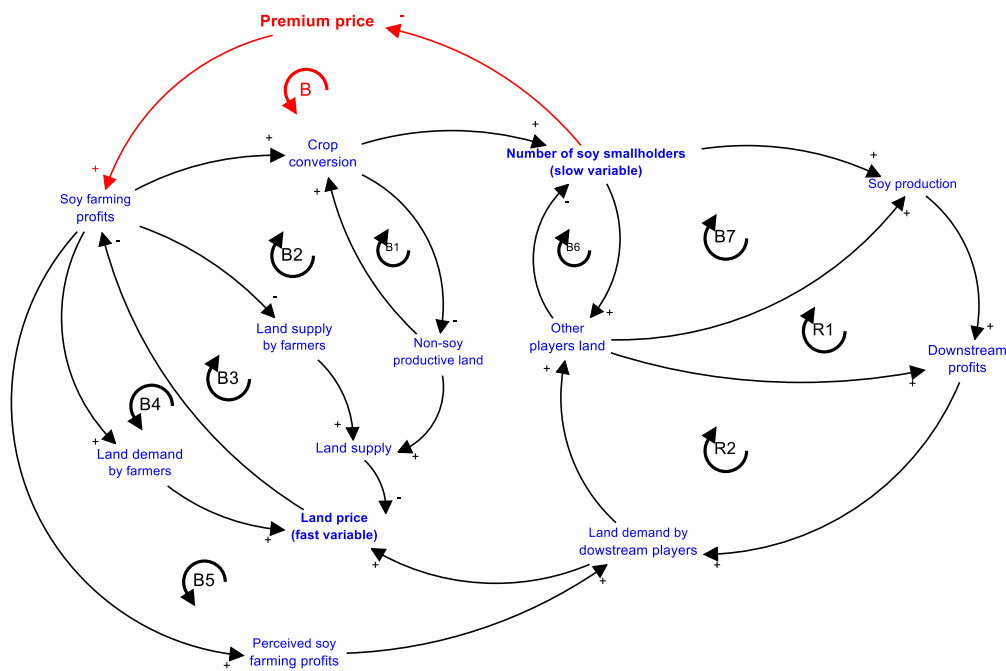 Premium price
-
B
+
+
Crop
conversion
+
Number of soy smallholders
(slow variable)
+
Soy production
+
+
Soy farming
profits
-
+
-
B2
B1
B6
B7
-
Land supply
by farmers
-
Non-soy
productive land
+
Other
players land
R1
+
Downstream
profits
+
+
B3
B4
+
Land demand
by farmers
+
Land supply
+
R2
-
Land price
(fast variable)
+
+
Land demand by
dowstream players
+
+
B5
Perceived soy
farming profits
+